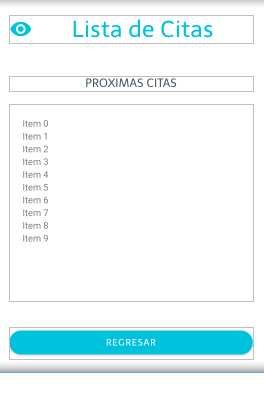 Lista de Citas
PROXIMAS CITAS
Item 0
Item 1
Item 2
Item 3
Item 4
Item 5
Item 6
Item 7
Item 8
Item 9
REGRESAR